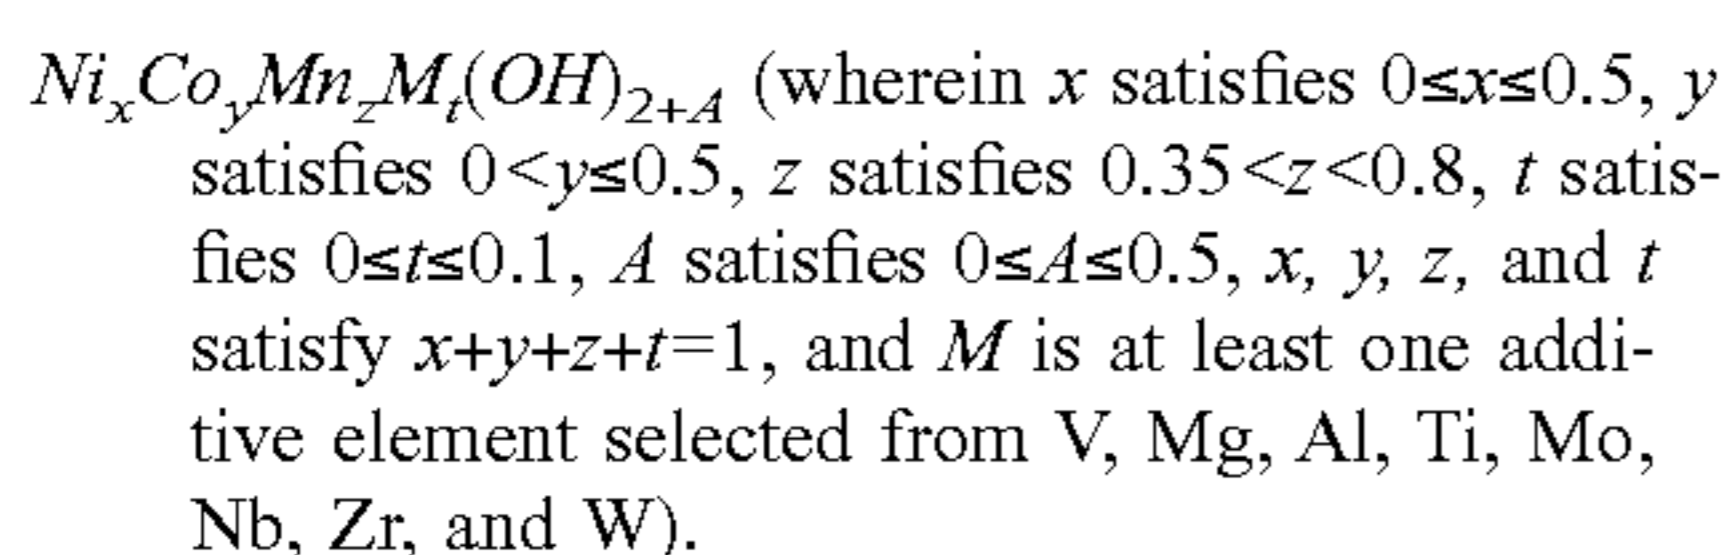 Ni_xCo_yMn_zM_t(OH)_{2+A} (wherein x satisfies 0≤x≤0.5, y
satisfies 0<y≤0.5, z satisfies 0.35<z<0.8, t satis-
fies 0≤t≤0.1, A satisfies 0≤A≤0.5, x, y, z, and t
satisfy x+y+z+t=1, and M is at least one addi-
tive element selected from V, Mg, Al, Ti, Mo,
Nb, Zr, and W).